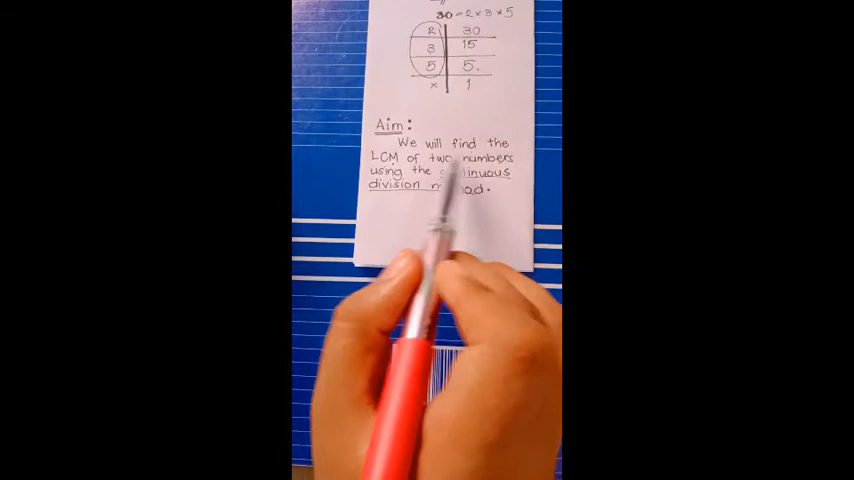 30 = 2 × 3 × 5
2 | 30
3 | 15
5 | 5.
× | 1
Aim:
We will find the
LCM of two numbers
using the
division